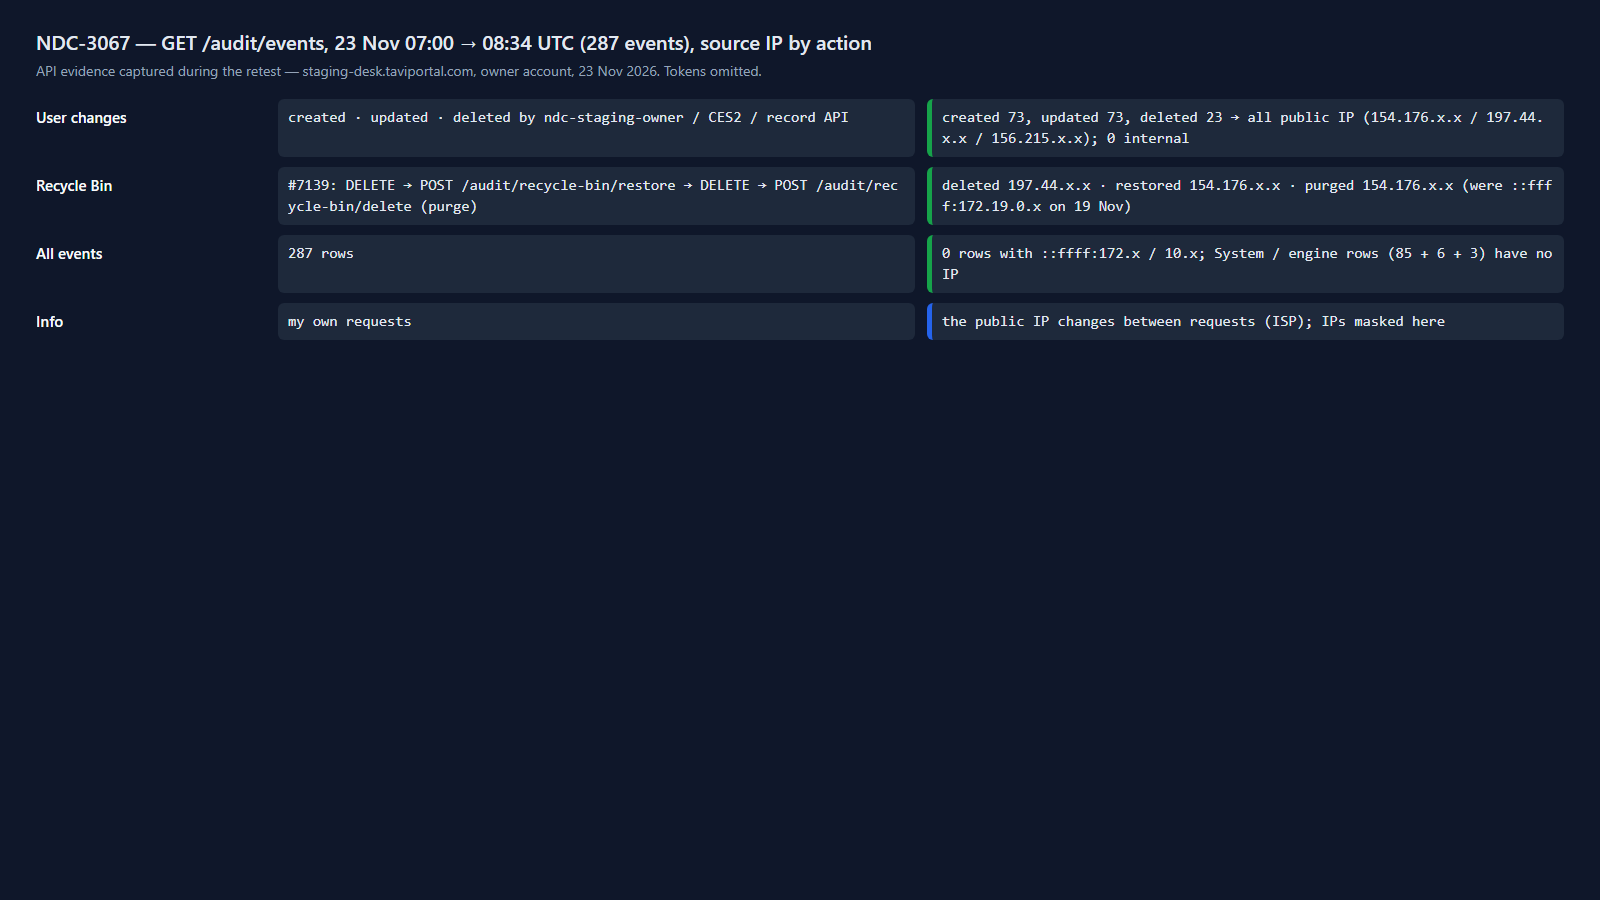 NDC-3067 — GET /audit/events, 23 Nov 07:00 → 08:34 UTC (287 events), source IP by action
API evidence captured during the retest — staging-desk.taviportal.com, owner account, 23 Nov 2026. Tokens omitted.
User changes
created · updated · deleted by ndc-staging-owner / CES2 / record API
created 73, updated 73, deleted 23 → all public IP (154.176.x.x / 197.44.
x.x / 156.215.x.x); 0 internal
Recycle Bin
#7139: DELETE → POST /audit/recycle-bin/restore → DELETE → POST /audit/rec
ycle-bin/delete (purge)
deleted 197.44.x.x · restored 154.176.x.x · purged 154.176.x.x (were ::fff
f:172.19.0.x on 19 Nov)
All events
287 rows
0 rows with ::ffff:172.x / 10.x; System / engine rows (85 + 6 + 3) have no
IP
Info
my own requests
the public IP changes between requests (ISP); IPs masked here